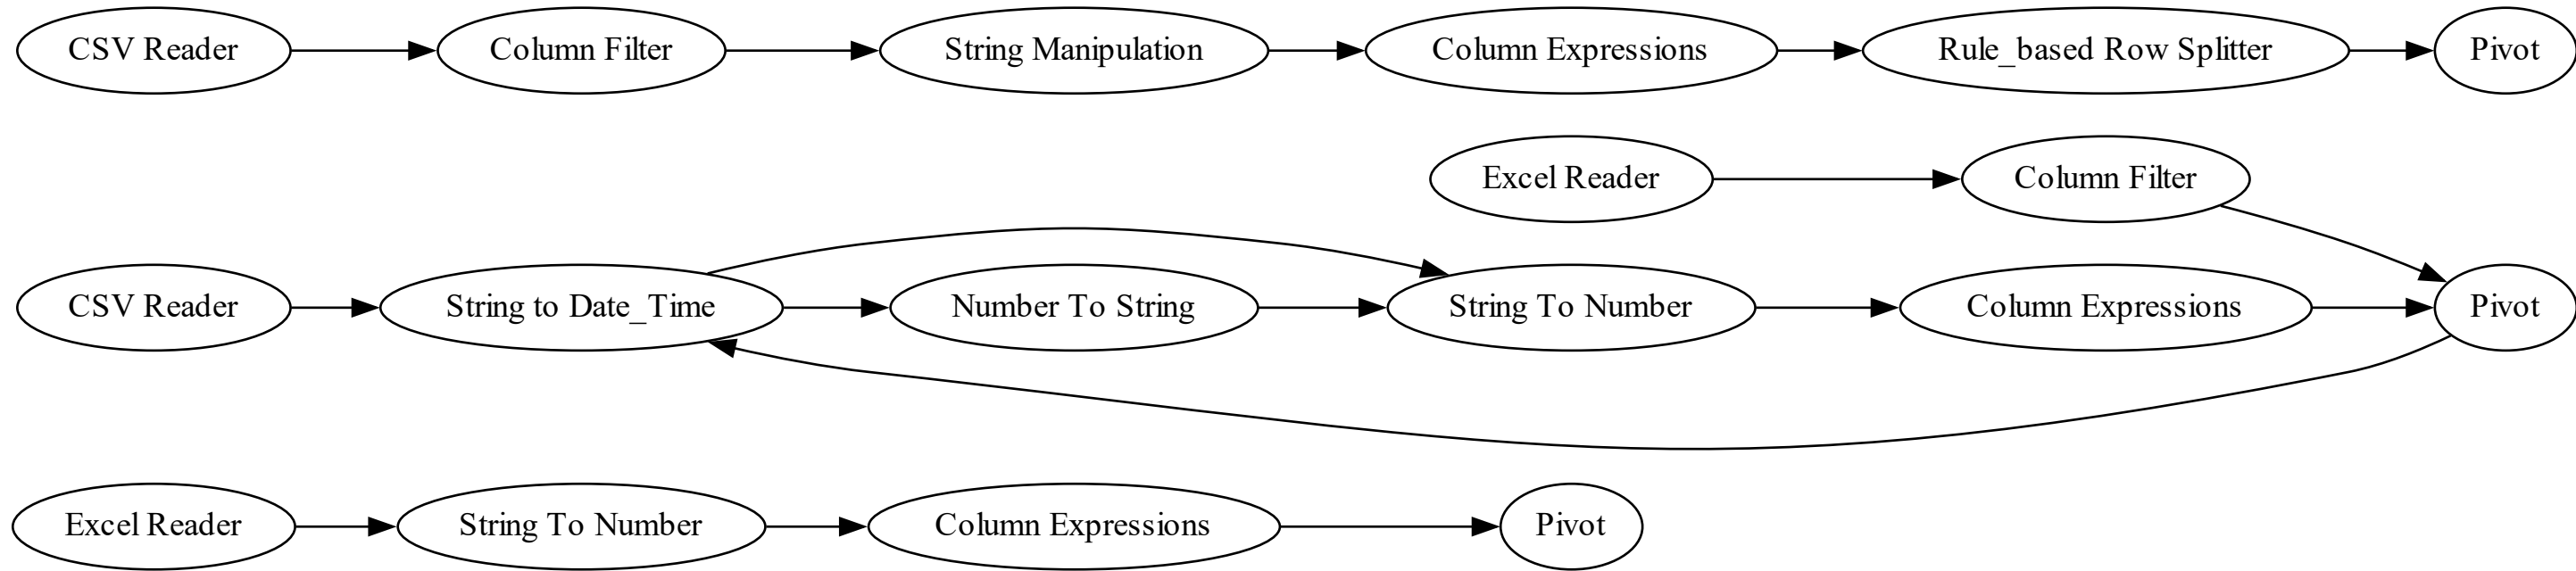 CSV Reader
Column Filter
String Manipulation
Column Expressions
Rule_based Row Splitter
Pivot
Excel Reader
Column Filter
CSV Reader
String to Date_Time
Number To String
String To Number
Column Expressions
Pivot
Excel Reader
String To Number
Column Expressions
Pivot